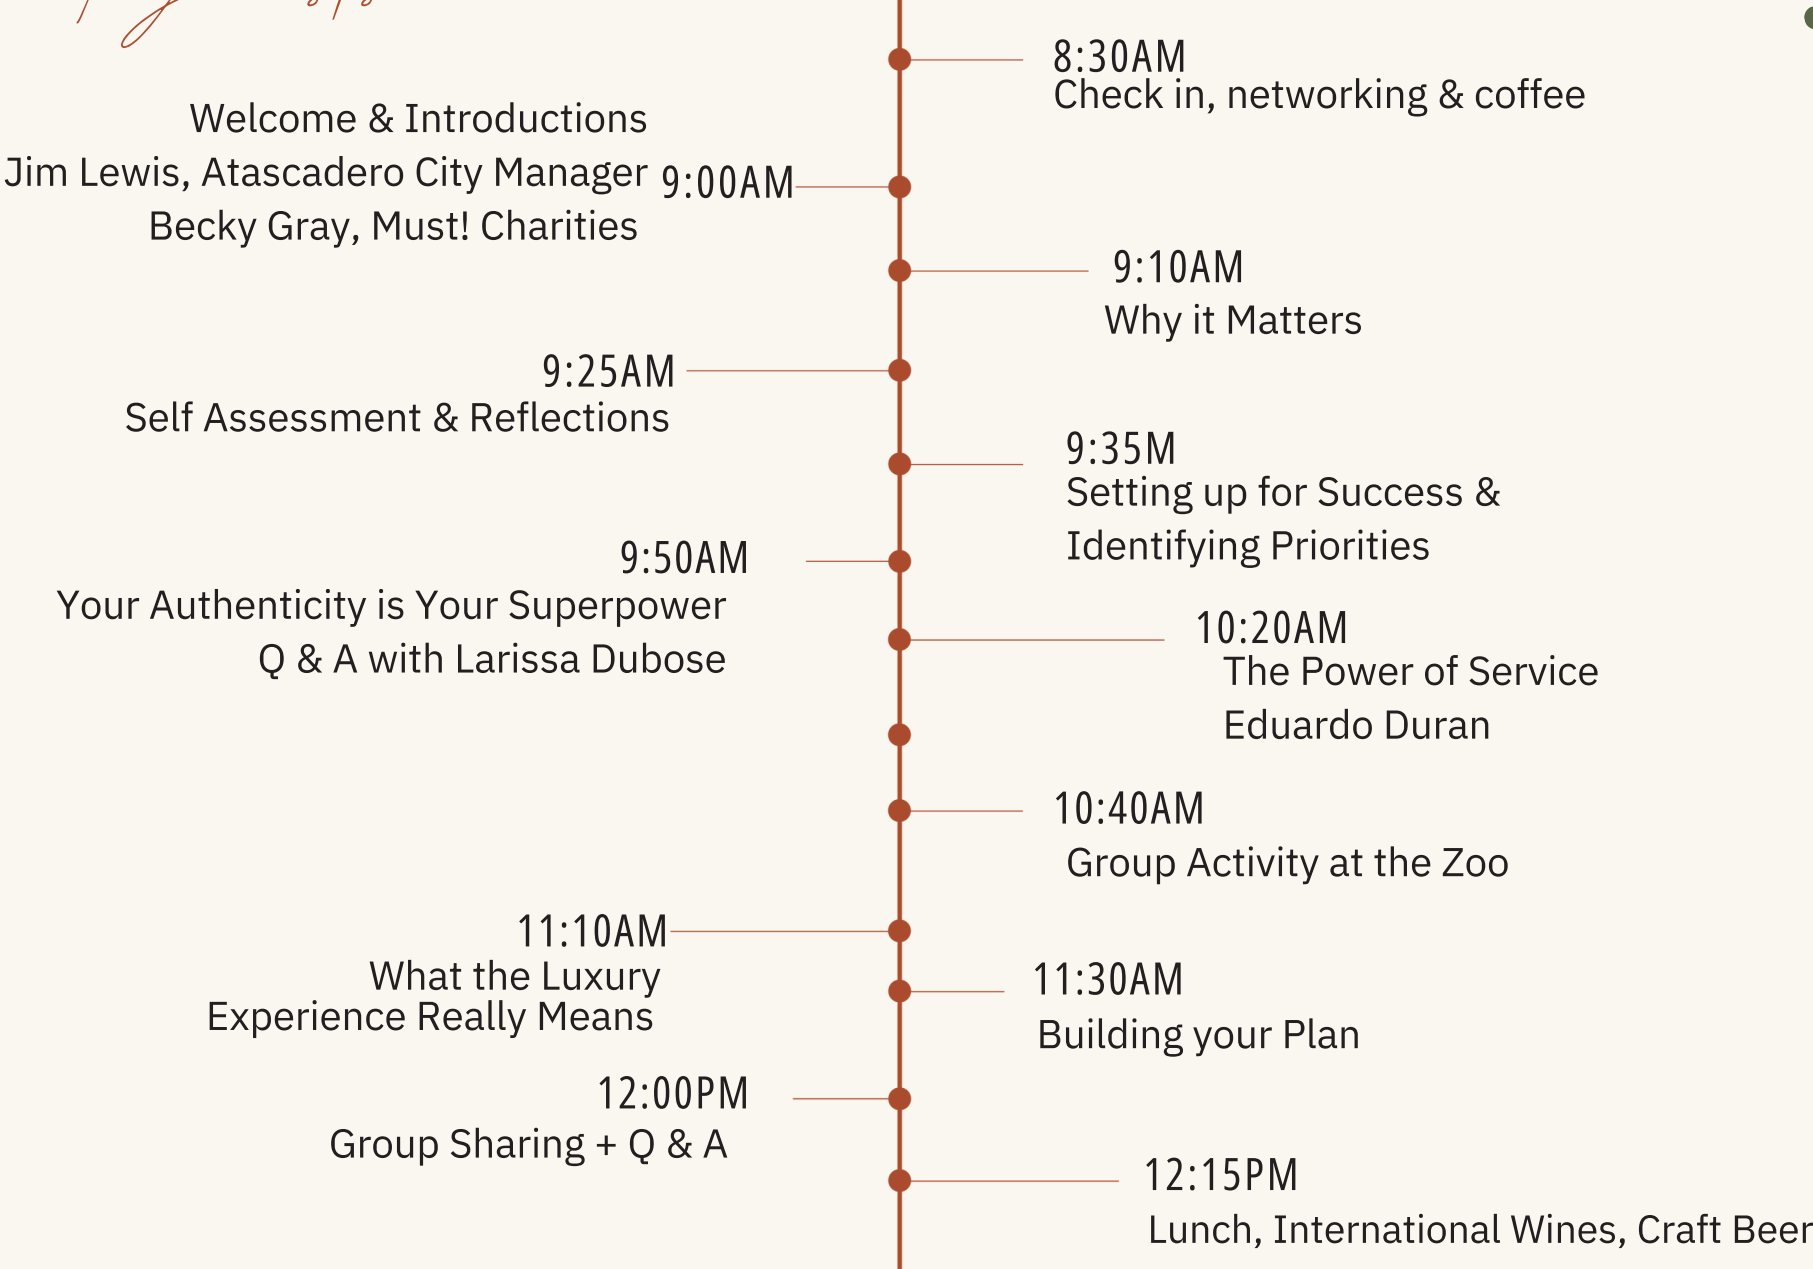 8:30AM
Check in, networking & coffee
Welcome & Introductions
Jim Lewis, Atascadero City Manager
9:00AM
Becky Gray, Must! Charities
9:10AM
Why it Matters
9:25AM
Self Assessment & Reflections
9:35M
Setting up for Success &
Identifying Priorities
9:50AM
Your Authenticity is Your Superpower
Q & A with Larissa Dubose
10:20AM
The Power of Service
Eduardo Duran
10:40AM
Group Activity at the Zoo
11:10AM
What the Luxury
Experience Really Means
11:30AM
Building your Plan
12:00PM
Group Sharing + Q & A
12:15PM
Lunch, International Wines, Craft Beer